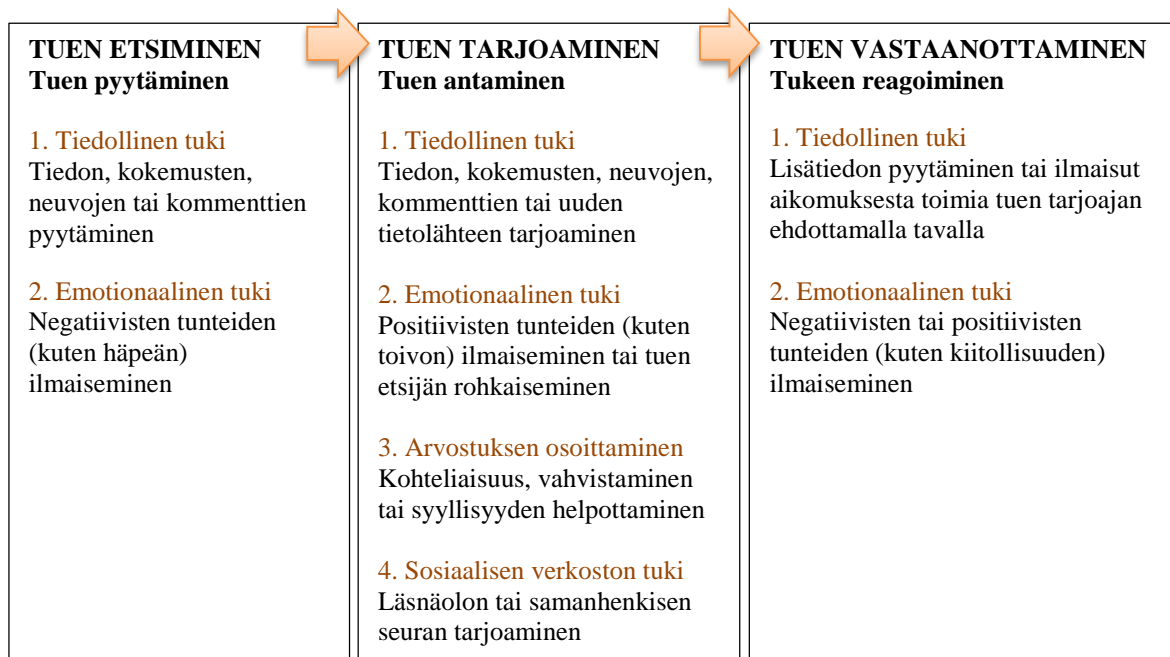 TUEN ETSIMINEN
Tuen pyytäminen
1. Tiedollinen tuki
Tiedon, kokemusten,
neuvojen tai kommenttien
pyytäminen
2. Emotionaalinen tuki
Negatiivisten tunteiden
(kuten häpeän)
ilmaiseminen
TUEN TARJOAMINEN
Tuen antaminen
1. Tiedollinen tuki
Tiedon, kokemusten, neuvojen,
kommenttien tai uuden
tietolähteen tarjoaminen
2. Emotionaalinen tuki
Positiivisten tunteiden (kuten
toivon) ilmaiseminen tai tuen
etsijän rohkaiseminen
3. Arvostuksen osoittaminen
Kohteliaisuus, vahvistaminen
tai syyllisyyden helpottaminen
4. Sosiaalisen verkoston tuki
Läsnäolon tai samanhenkisen
seuran tarjoaminen
TUEN VASTAANOTTAMINEN
Tukeen reagoiminen
1. Tiedollinen tuki
Lisätiedon pyytäminen tai ilmaisut
aikomuksesta toimia tuen tarjoajan
ehdottamalla tavalla
2. Emotionaalinen tuki
Negatiivisten tai positiivisten
tunteiden (kuten kiitollisuuden)
ilmaiseminen